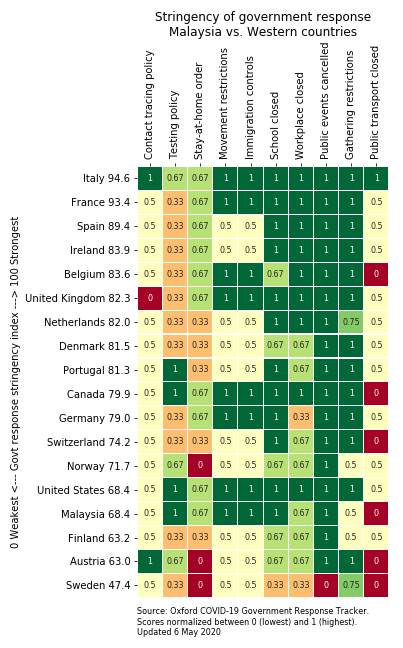 Stringency of government response
Malaysia vs. Western countries
Contact tracing policy
Testing policy
Stay-at-home order
Movement restrictions
Immigration controls
School closed
Workplace closed
Public events cancelled
Gathering restrictions
Public transport closed
0 Weakest <--- Govt response stringency index ---> 100 Strongest
Italy 94.6 1 0.67 0.67 1 1 1 1 1 1 1
France 93.4 0.5 0.33 0.67 1 1 1 1 1 1 0.5
Spain 89.4 0.5 0.33 0.67 0.5 0.5 1 1 1 1 0.5
Ireland 83.9 0.5 0.33 0.67 0.5 0.5 1 1 1 1 0.5
Belgium 83.6 0.5 0.33 0.67 1 1 0.67 1 1 1 0
United Kingdom 82.3 0 0.33 0.67 1 1 1 1 1 1 0.5
Netherlands 82.0 0.5 0.33 0.33 0.5 0.5 1 1 1 0.75 0.5
Denmark 81.5 0.5 0.33 0.33 0.5 0.5 0.67 0.67 1 1 0.5
Portugal 81.3 0.5 1 0.33 0.5 0.5 1 0.67 1 1 0.5
Canada 79.9 0.5 1 0.67 1 1 1 1 1 1 0
Germany 79.0 0.5 0.33 0.67 1 1 1 0.33 1 1 0.5
Switzerland 74.2 0.5 0.33 0.33 0.5 0.5 1 0.67 1 1 0
Norway 71.7 0.5 0.67 0 0.5 0.5 0.67 0.67 1 0.5 0.5
United States 68.4 0.5 1 0.67 1 1 1 1 1 1 0.5
Malaysia 68.4 0.5 1 0.67 1 1 1 0.67 1 0.5 0
Finland 63.2 0.5 0.33 0.33 0.5 0.5 0.67 0.67 1 0.5 0.5
Austria 63.0 1 0.67 0 0.5 0.5 0.67 0.67 1 1 0
Sweden 47.4 0.5 0.33 0 0.5 0.5 0.33 0.33 0 0.75 0
Source: Oxford COVID-19 Government Response Tracker.
Scores normalized between 0 (lowest) and 1 (highest).
Updated 6 May 2020